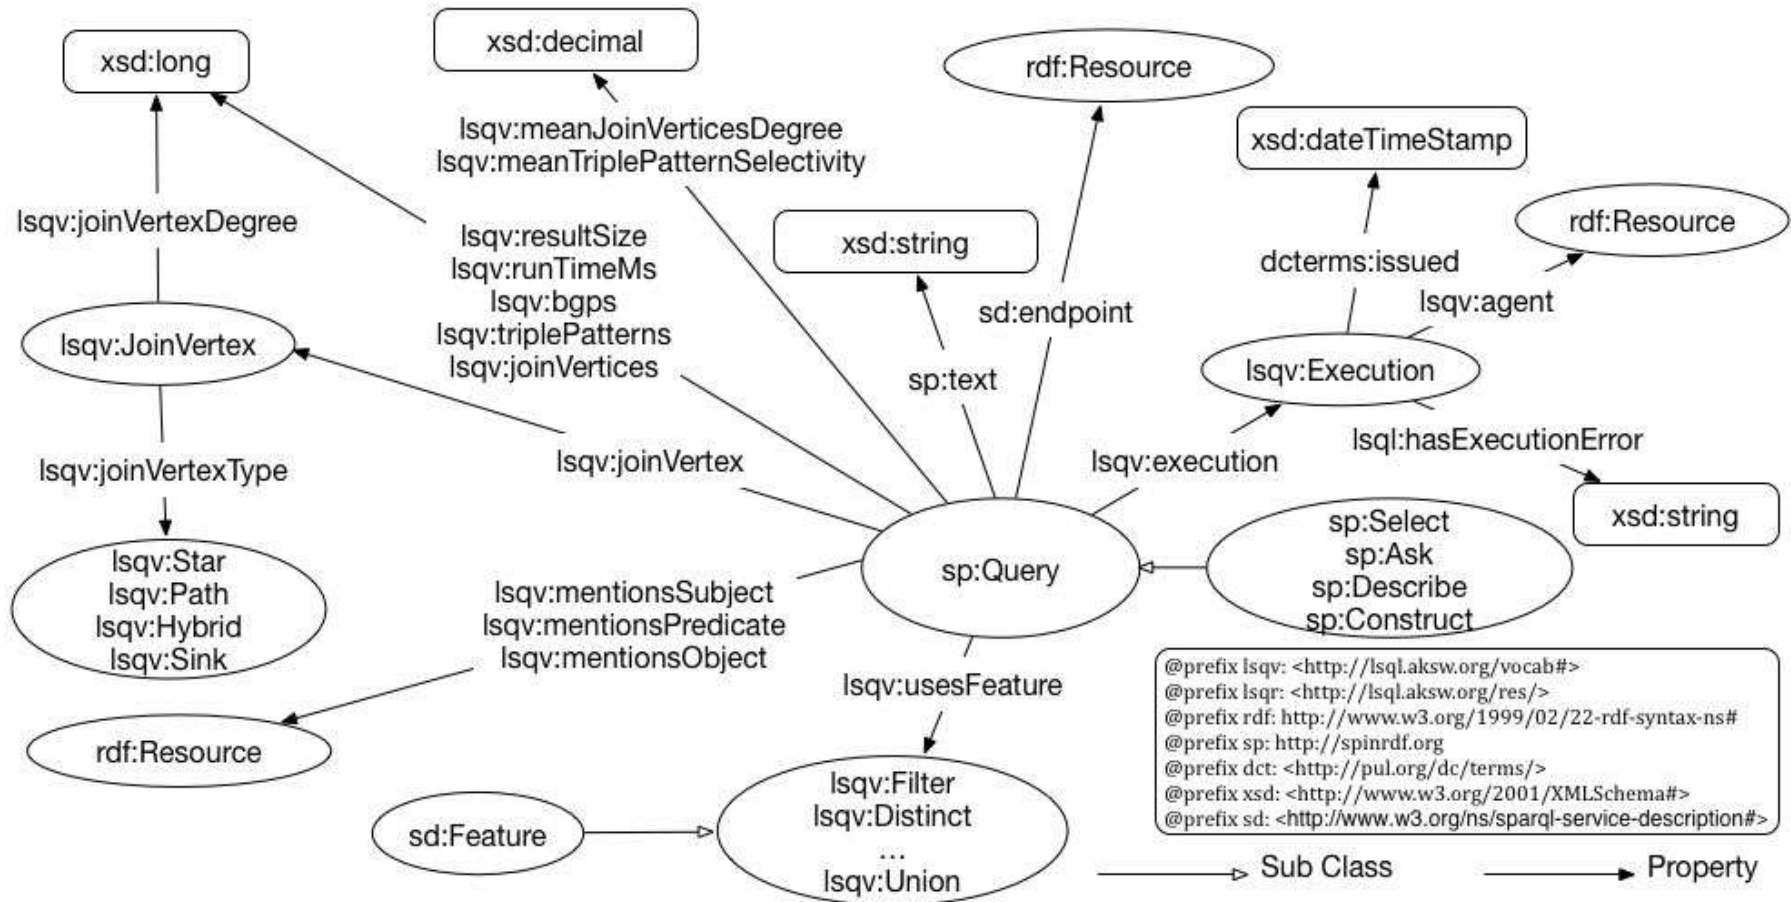 xsd:long
xsd:decimal
rdf:Resource
lsqv:meanJoinVerticesDegree
lsqv:meanTriplePatternSelectivity
xsd:dateTimeStamp
lsqv:joinVertexDegree
lsqv:resultSize
lsqv:runTimeMs
lsqv:bgps
lsqv:triplePatterns
lsqv:joinVertices
xsd:string
rdf:Resource
dcterms:issued
lsqv:agent
sd:endpoint
lsqv:JoinVertex
sp:text
lsqv:Execution
lsqv:joinVertexType
lsqv:joinVertex
lsqv:execution
lsql:hasExecutionError
xsd:string
lsqv:Star
lsqv:Path
lsqv:Hybrid
lsqv:Sink
sp:Query
sp:Select
sp:Ask
sp:Describe
sp:Construct
lsqv:mentionsSubject
lsqv:mentionsPredicate
lsqv:mentionsObject
lsqv:usesFeature
rdf:Resource
sd:Feature
lsqv:Filter
lsqv:Distinct
...
lsqv:Union
@prefix lsqv: <http://lsql.aksw.org/vocab#>
@prefix lsqr: <http://lsql.aksw.org/res/>
@prefix rdf: http://www.w3.org/1999/02/22-rdf-syntax-ns#
@prefix sp: http://spinrdf.org
@prefix dct: <http://pul.org/dc/terms/>
@prefix xsd: <http://www.w3.org/2001/XMLSchema#>
@prefix sd: <http://www.w3.org/ns/sparql-service-description#>
Sub Class
Property